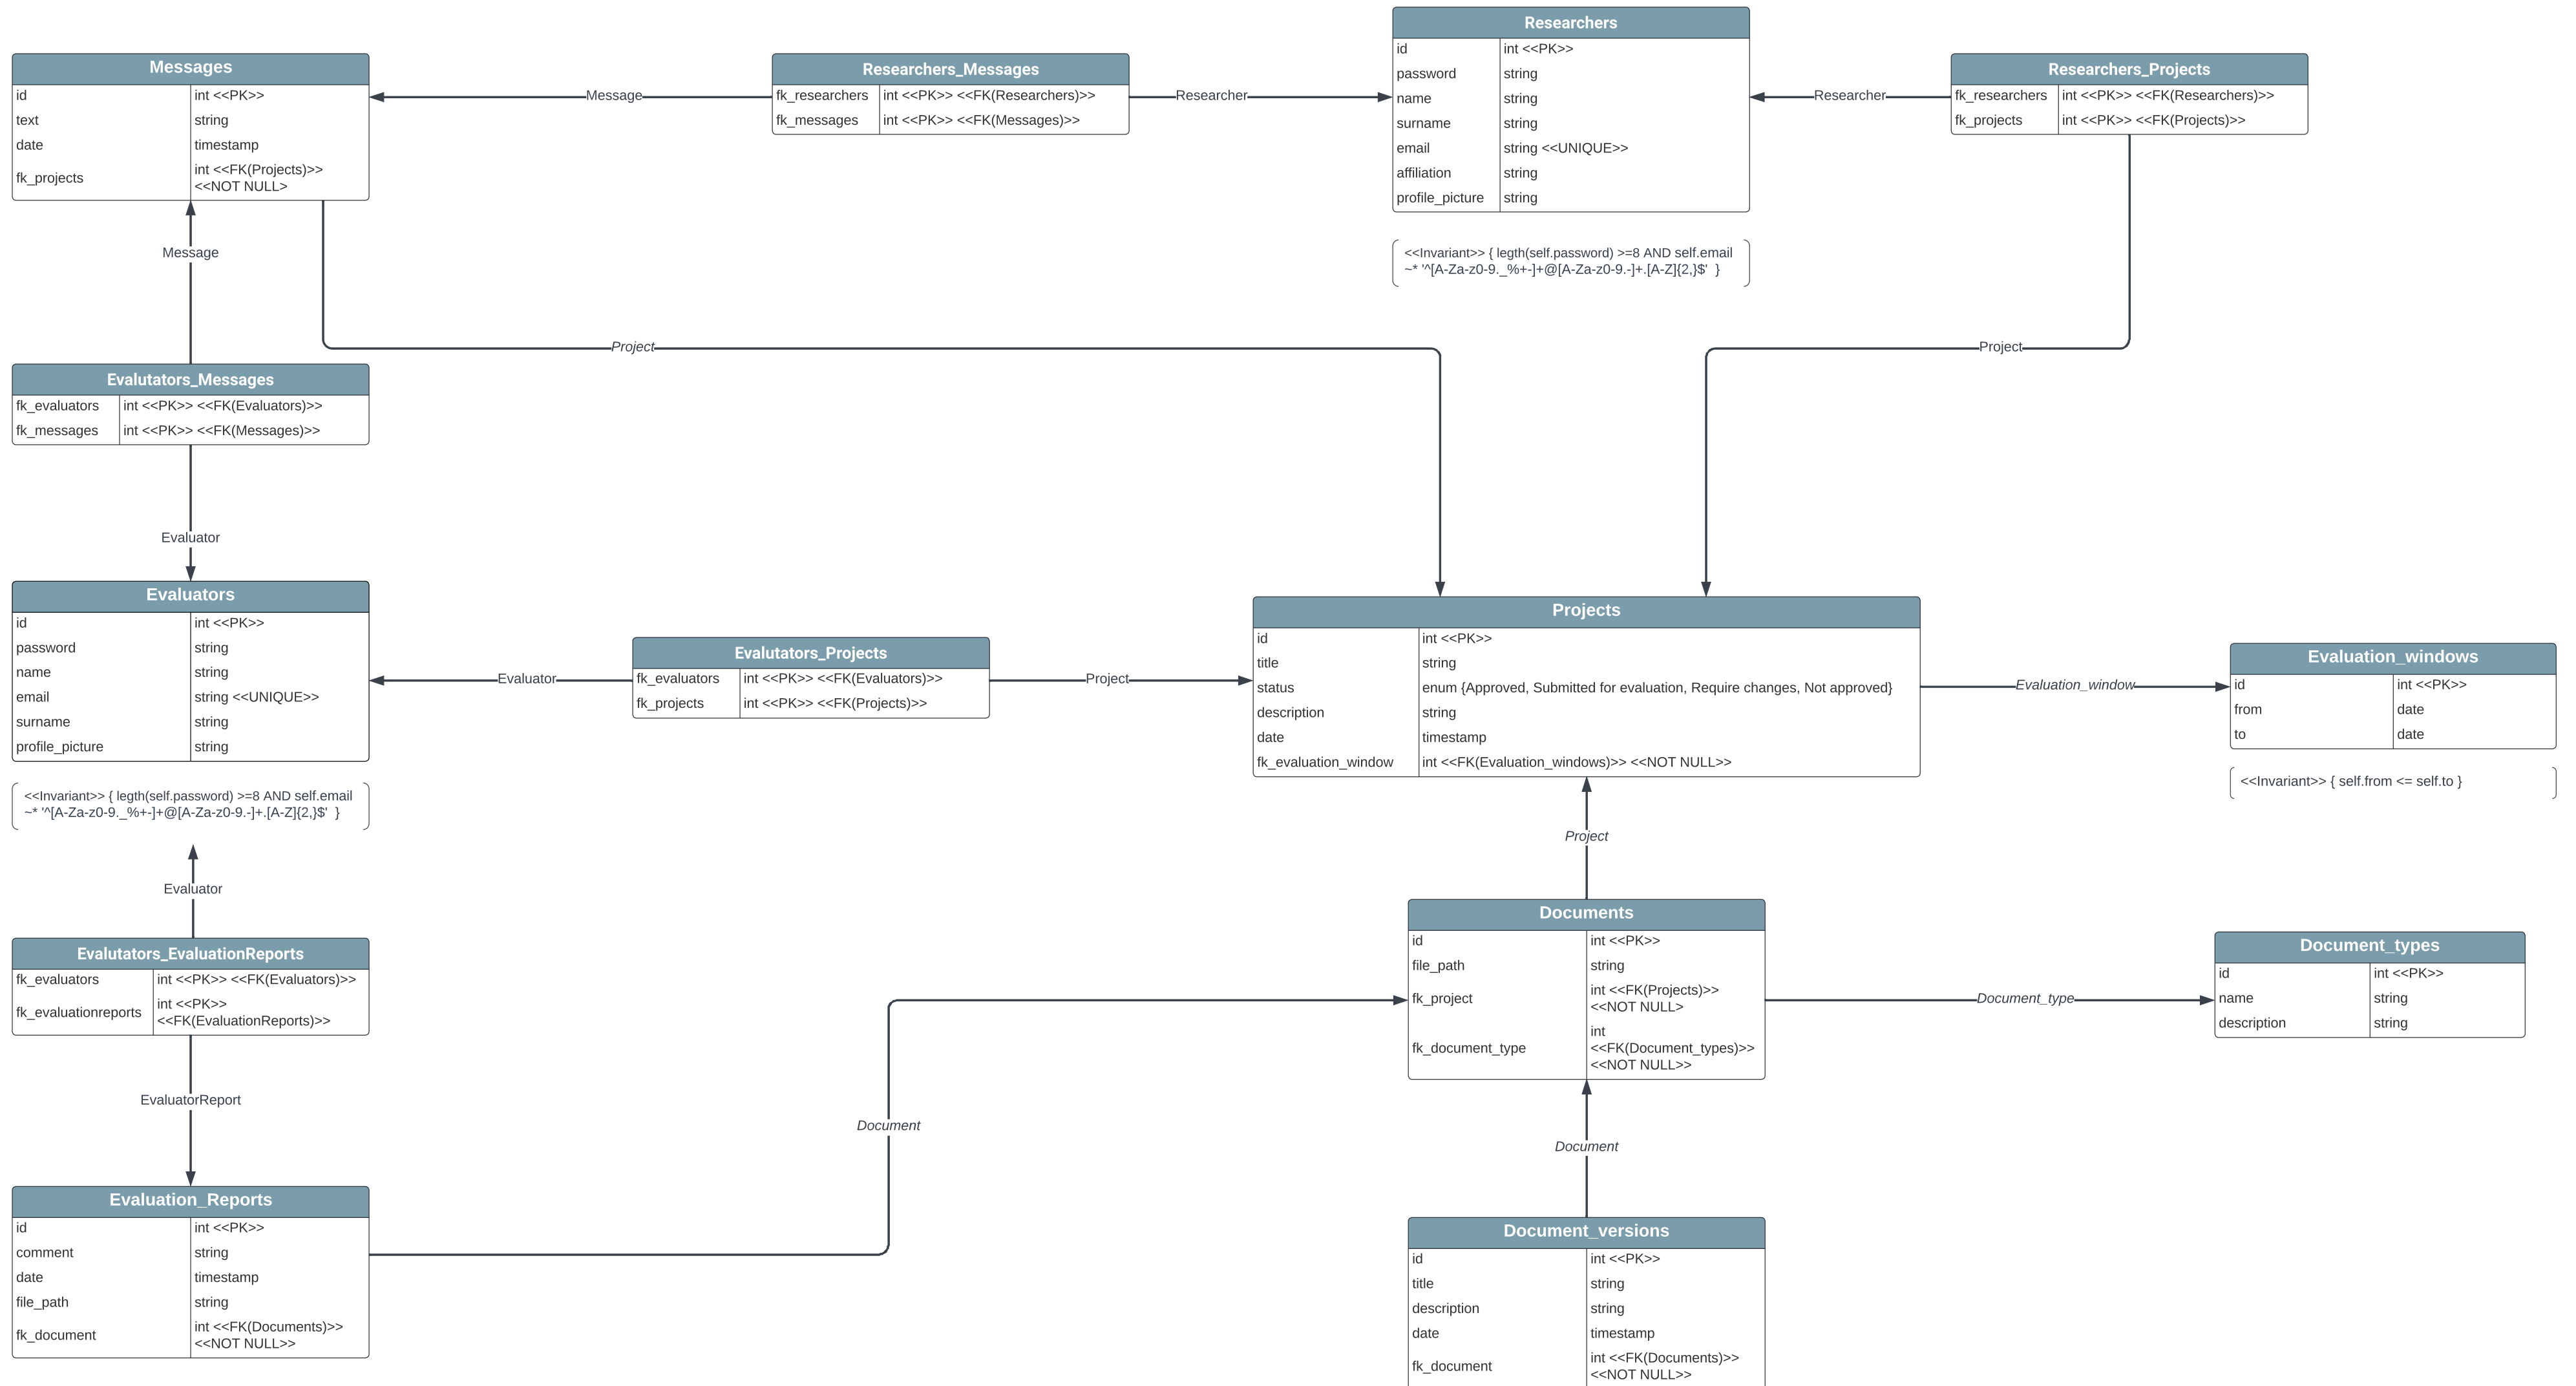 Researchers
id int <<PK>>
password string
name string
surname string
email string <<UNIQUE>>
affiliation string
profile_picture string
<<Invariant>> { legth(self.password) >=8 AND self.email
~* '^[A-Za-z0-9._%+-]+@[A-Za-z0-9.-]+.[A-Z]{2,}$' }
Messages
id int <<PK>>
text string
date timestamp
fk_projects int <<FK(Projects)>>
<<NOT NULL>
Message
Researchers_Messages
fk_researchers int <<PK>> <<FK(Researchers)>>
fk_messages int <<PK>> <<FK(Messages)>>
Researcher
Researcher
Researchers_Projects
fk_researchers int <<PK>> <<FK(Researchers)>>
fk_projects int <<PK>> <<FK(Projects)>>
Message
Project
Project
Evalutators_Messages
fk_evaluators int <<PK>> <<FK(Evaluators)>>
fk_messages int <<PK>> <<FK(Messages)>>
Evaluator
Evaluators
id int <<PK>>
password string
name string
email string <<UNIQUE>>
surname string
profile_picture string
<<Invariant>> { legth(self.password) >=8 AND self.email
~* '^[A-Za-z0-9._%+-]+@[A-Za-z0-9.-]+.[A-Z]{2,}$' }
Evaluator
Evalutators_Projects
fk_evaluators int <<PK>> <<FK(Evaluators)>>
fk_projects int <<PK>> <<FK(Projects)>>
Project
Projects
id int <<PK>>
title string
status enum {Approved, Submitted for evaluation, Require changes, Not approved}
description string
date timestamp
fk_evaluation_window int <<FK(Evaluation_windows)>> <<NOT NULL>>
Evaluation_window
Evaluation_windows
id int <<PK>>
from date
to date
<<Invariant>> { self.from <= self.to }
Project
Evaluator
Evalutators_EvaluationReports
fk_evaluators int <<PK>> <<FK(Evaluators)>>
fk_evaluationreports int <<PK>>
<<FK(EvaluationReports)>>
EvaluatorReport
Documents
id int <<PK>>
file_path string
fk_project int <<FK(Projects)>>
<<NOT NULL>
fk_document_type int
<<FK(Document_types)>>
<<NOT NULL>>
Document_type
Document_types
id int <<PK>>
name string
description string
Document
Document
Evaluation_Reports
id int <<PK>>
comment string
date timestamp
file_path string
fk_document int <<FK(Documents)>>
<<NOT NULL>>
Document_versions
id int <<PK>>
title string
description string
date timestamp
fk_document int <<FK(Documents)>>
<<NOT NULL>>